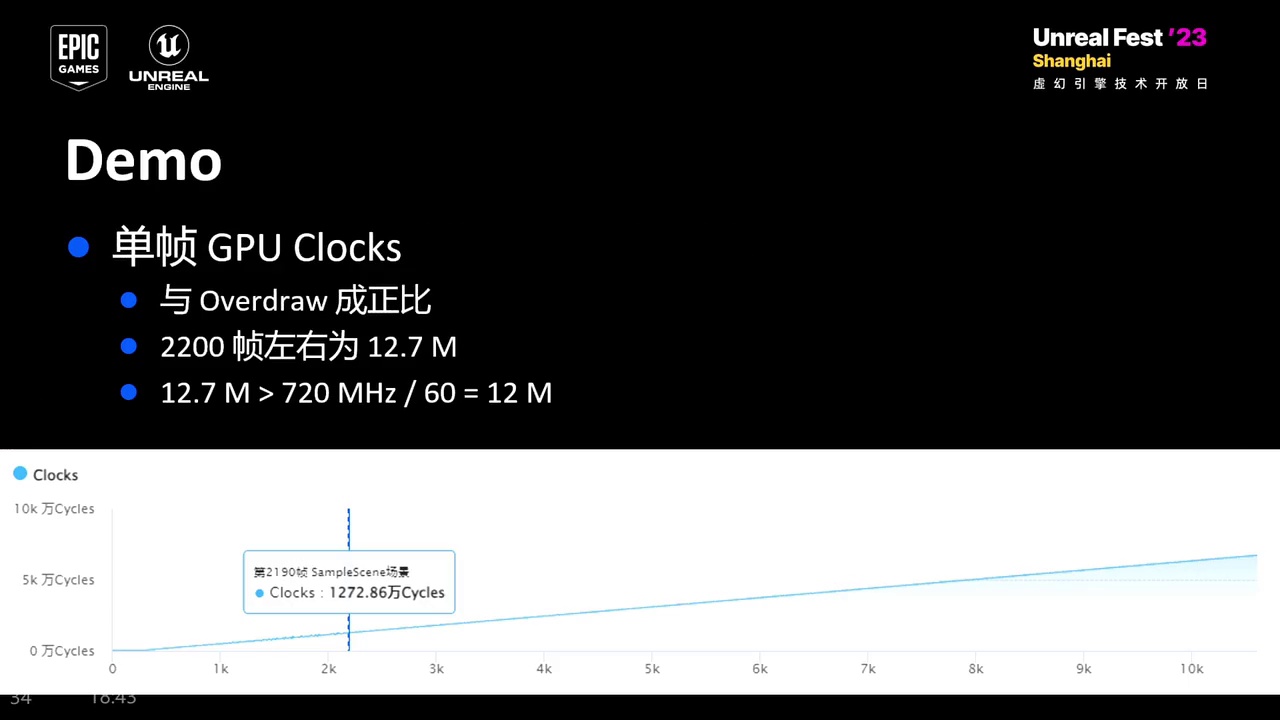 EPIC
GAMES
UNREAL
ENGINE
Unreal Fest '23
Shanghai
虚幻引擎技术开放日
Demo
单帧 GPU Clocks
与 Overdraw 成正比
2200 帧左右为 12.7 M
12.7 M > 720 MHz / 60 = 12 M
Clocks
10k 万Cycles
5k 万Cycles
0 万Cycles
第2190帧 SampleScene场景
Clocks : 1272.86万Cycles
0 1k 2k 3k 4k 5k 6k 7k 8k 9k 10k
34 18:43